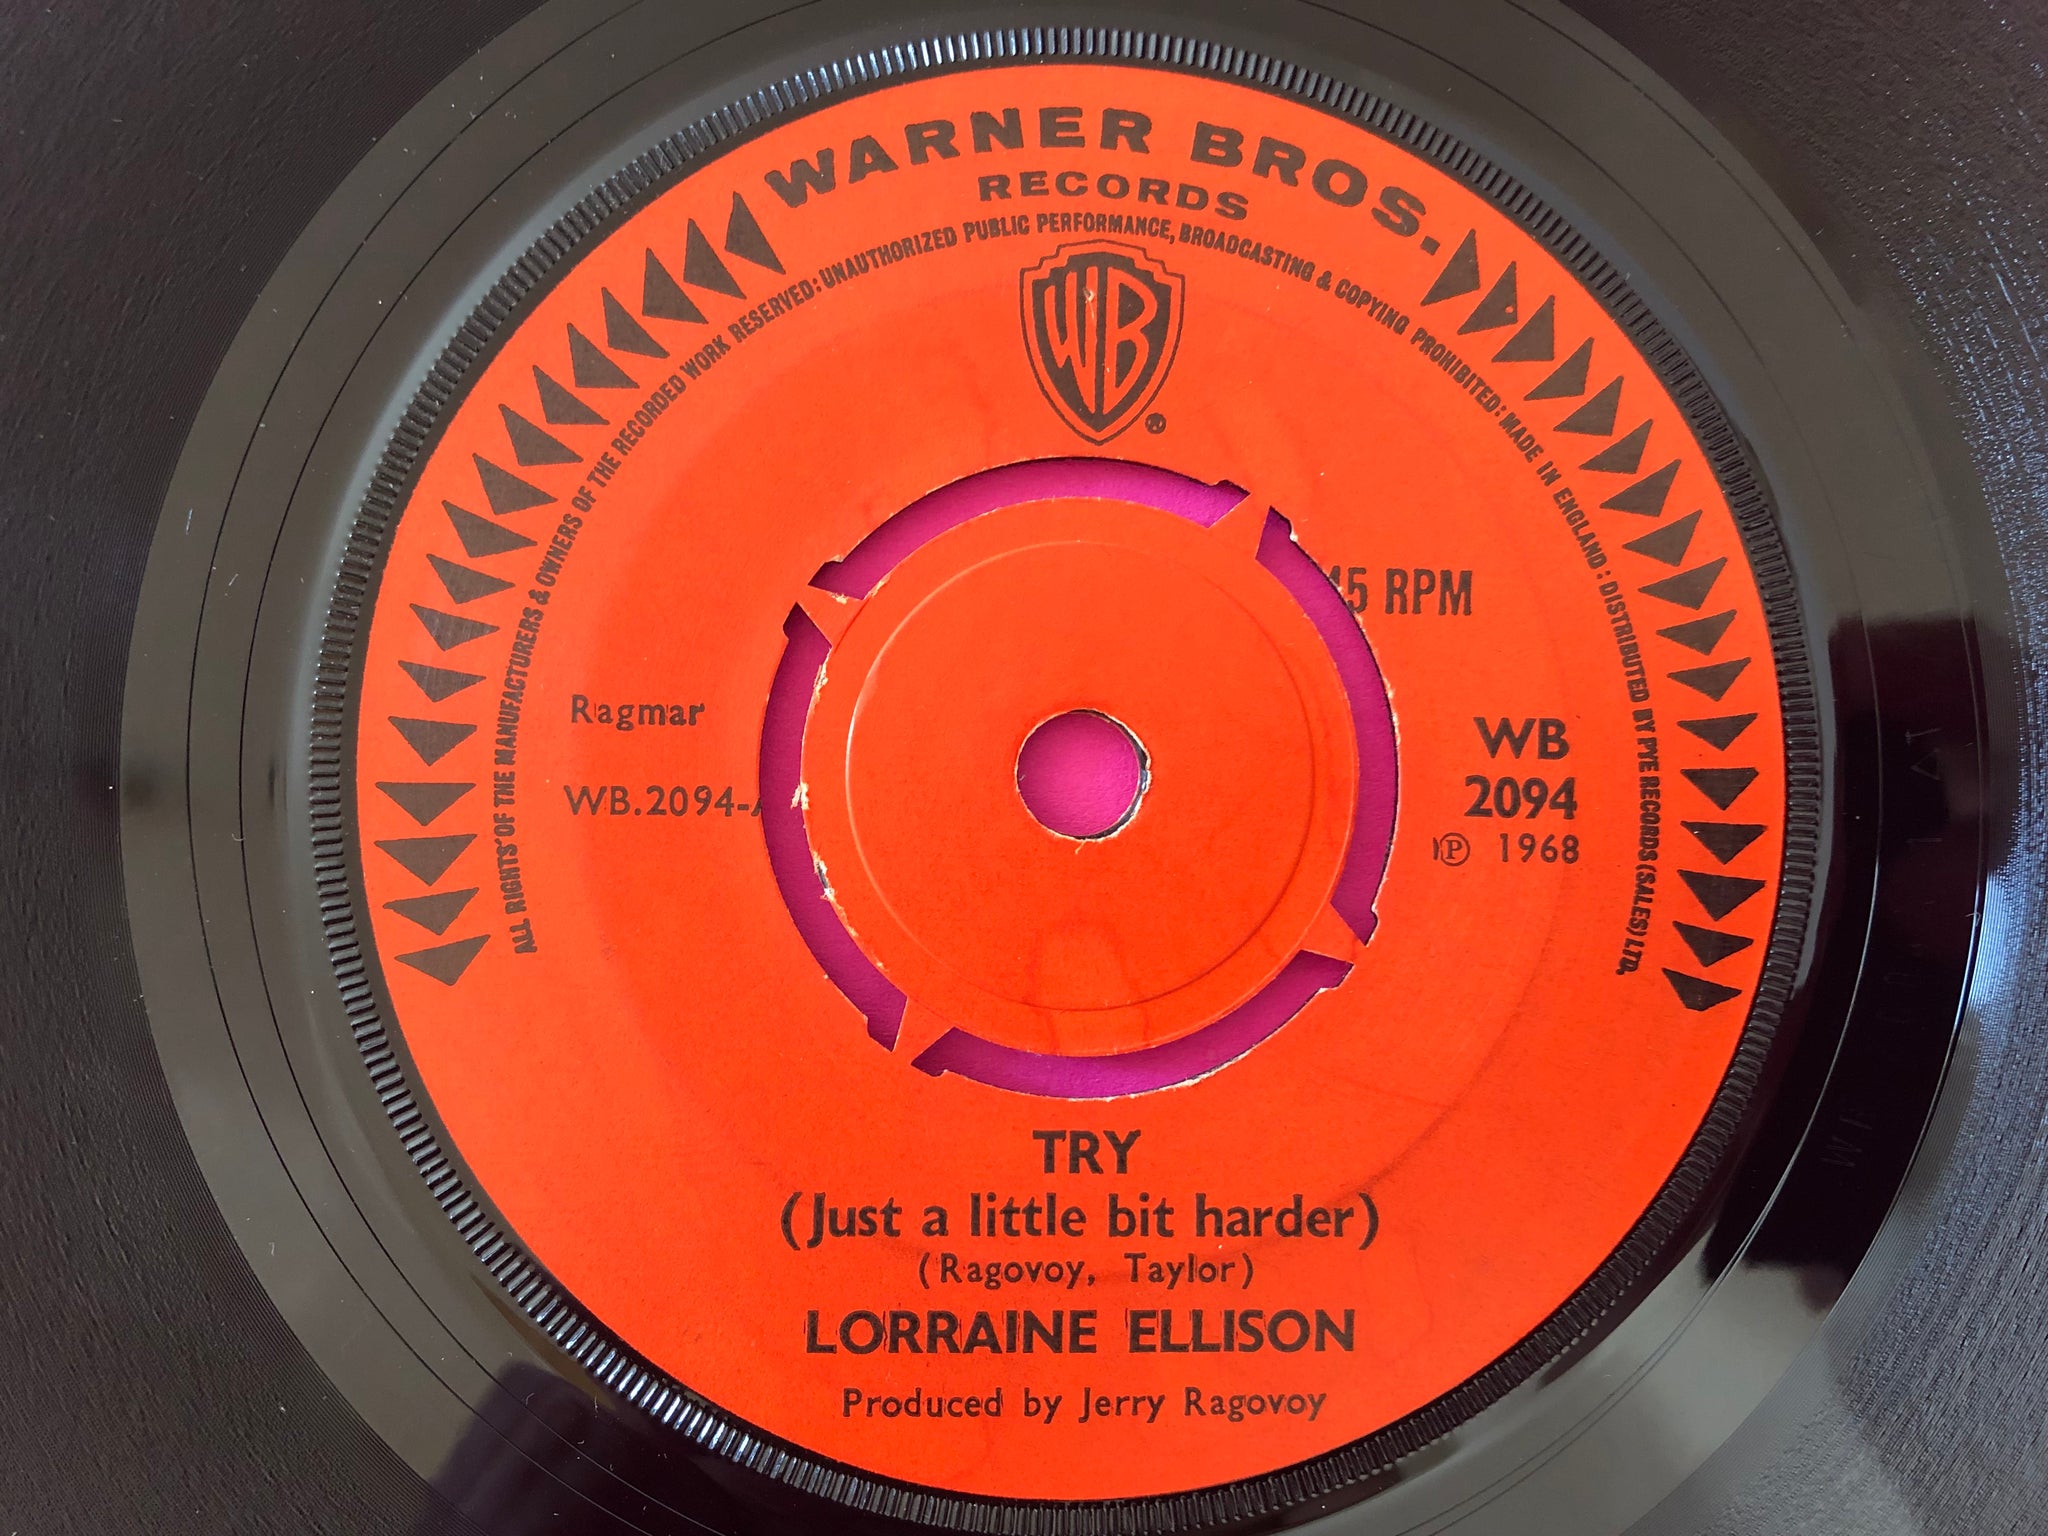 WARNER BROS.
RECORDS
ALL RIGHTS OF THE MANUFACTURERS & OWNERS OF THE RECORDED WORK RESERVED: UNAUTHORIZED PUBLIC PERFORMANCE, BROADCASTING & COPYING PROHIBITED: MADE IN ENGLAND: DISTRIBUTED BY PYE RECORDS (SALES) LTD.
WB
®
45 RPM
Ragmar
WB.2094-A
WB
2094
℗ 1968
TRY
(Just a little bit harder)
(Ragovoy, Taylor)
LORRAINE ELLISON
Produced by Jerry Ragovoy